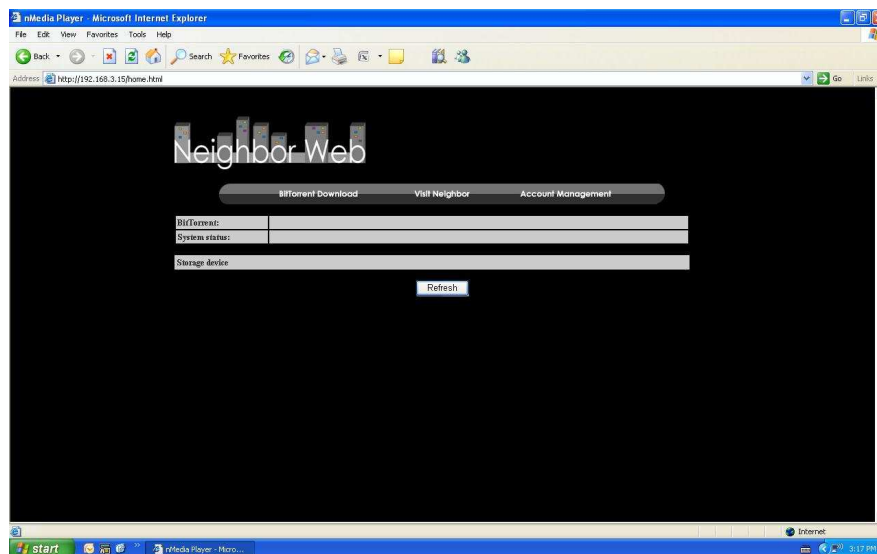 nMedia Player - Microsoft Internet Explorer
File Edit View Favorites Tools Help
Back Search Favorites
Address http://192.168.3.15/home.html Go Links
Neighbor Web
BitTorrent Download Visit Neighbor Account Management
BitTorrent:
System status:
Storage device
Refresh
Internet
start nMedia Player - Micro... 3:17 PM